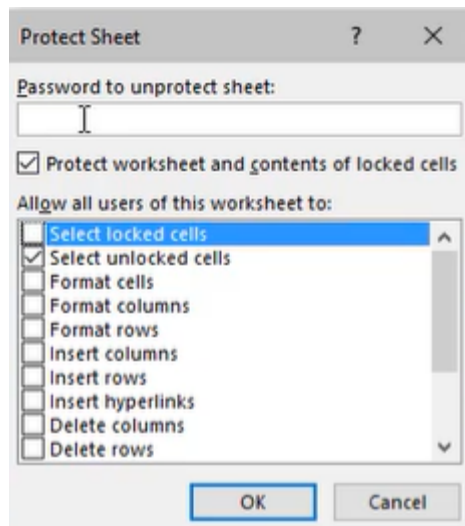 Protect Sheet ?
Password to unprotect sheet:
Protect worksheet and contents of locked cells
Allow all users of this worksheet to:
Select locked cells
Select unlocked cells
Format cells
Format columns
Format rows
Insert columns
Insert rows
Insert hyperlinks
Delete columns
Delete rows
OK Cancel